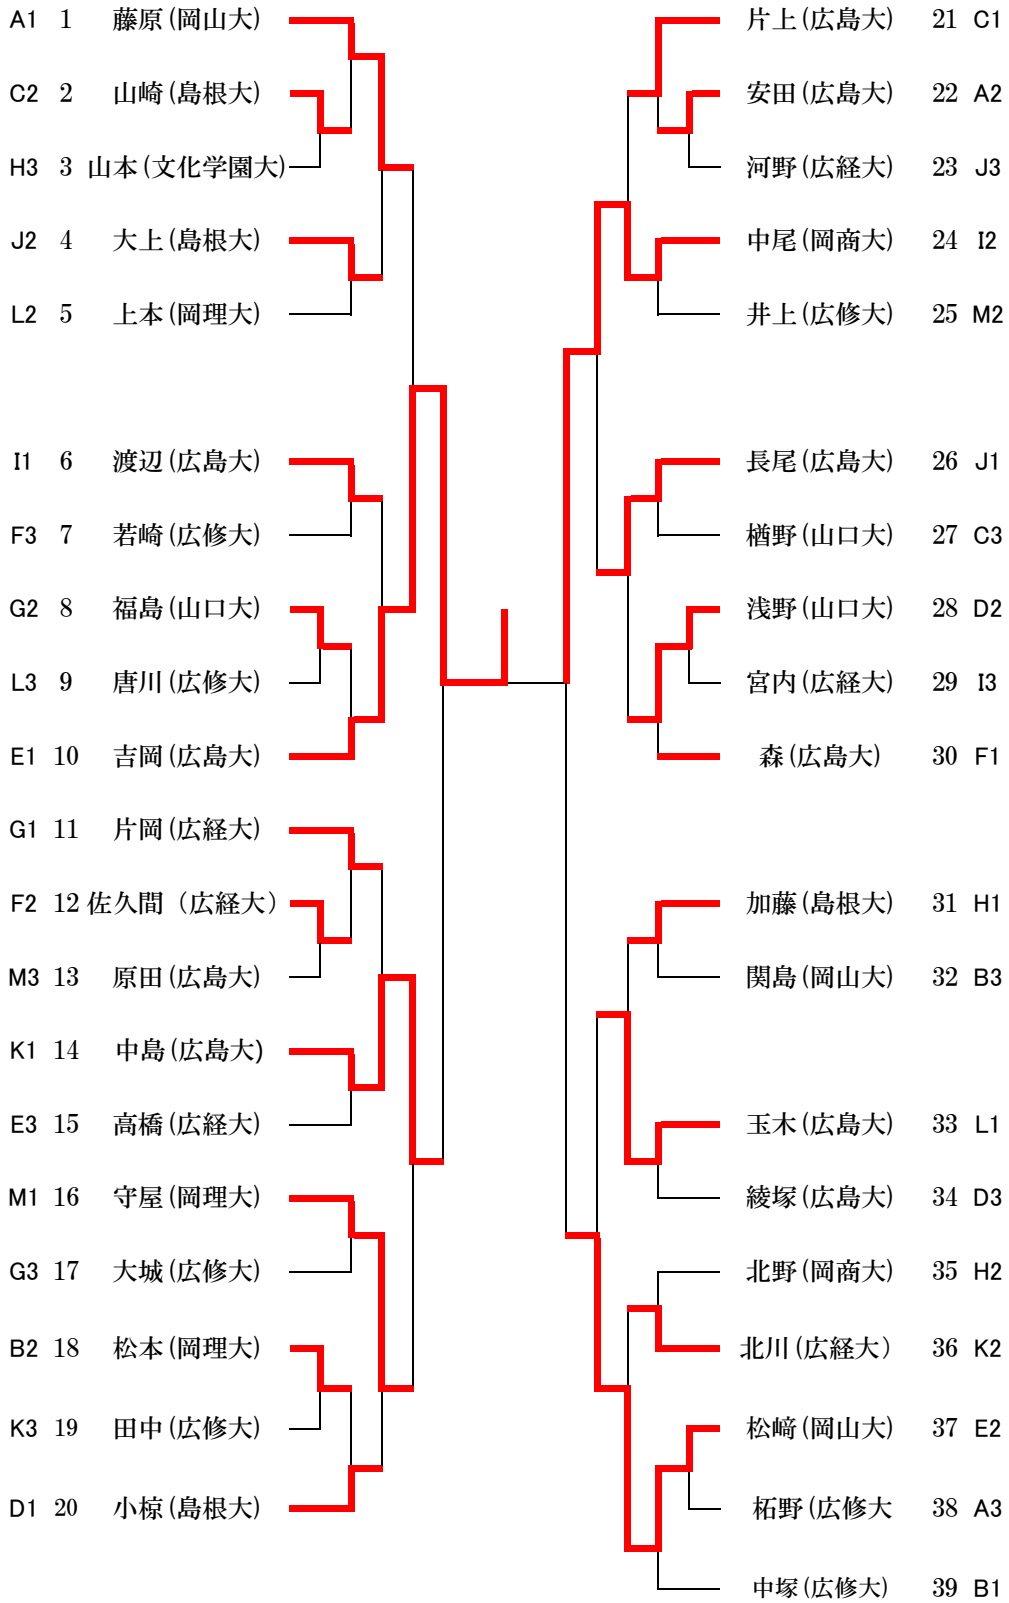 A1 1 藤原(岡山大)
C2 2 山崎(島根大)
H3 3 山本(文化学園大)
J2 4 大上(島根大)
L2 5 上本(岡理大)
I1 6 渡辺(広島大)
F3 7 若崎(広修大)
G2 8 福島(山口大)
L3 9 唐川(広修大)
E1 10 吉岡(広島大)
G1 11 片岡(広経大)
F2 12 佐久間（広経大）
M3 13 原田(広島大)
K1 14 中島(広島大)
E3 15 高橋(広経大)
M1 16 守屋(岡理大)
G3 17 大城(広修大)
B2 18 松本(岡理大)
K3 19 田中(広修大)
D1 20 小椋(島根大)
片上(広島大) 21 C1
安田(広島大) 22 A2
河野(広経大) 23 J3
中尾(岡商大) 24 I2
井上(広修大) 25 M2
長尾(広島大) 26 J1
楢野(山口大) 27 C3
浅野(山口大) 28 D2
宮内(広経大) 29 I3
森(広島大) 30 F1
加藤(島根大) 31 H1
関島(岡山大) 32 B3
玉木(広島大) 33 L1
綾塚(広島大) 34 D3
北野(岡商大) 35 H2
北川(広経大） 36 K2
松﨑(岡山大) 37 E2
柘野(広修大 38 A3
中塚(広修大) 39 B1